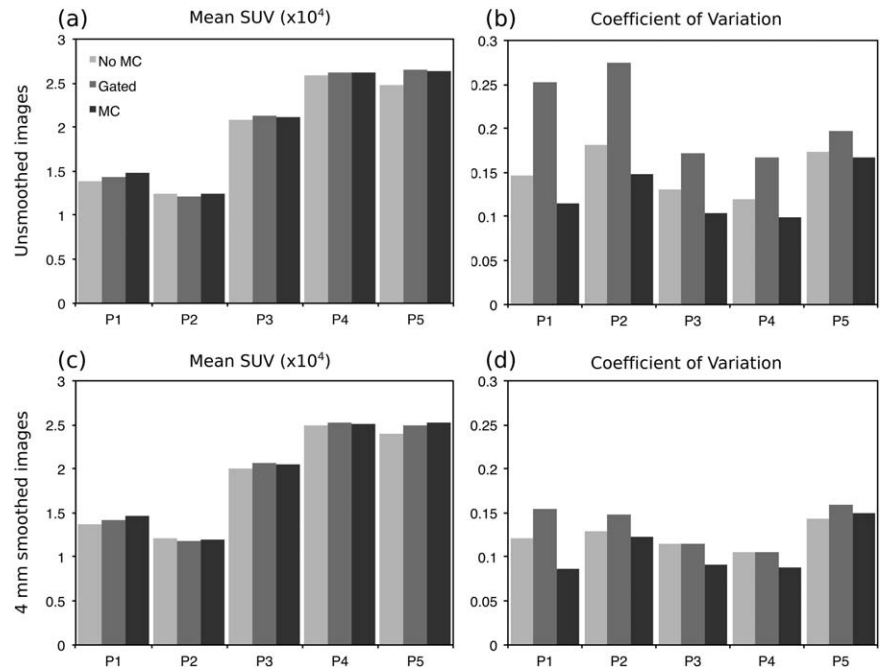 (a)
Mean SUV (x10⁴)
(b)
Coefficient of Variation
Unsmoothed images
3
2.5
2
1.5
1
0.5
0
No MC
Gated
MC
P1 P2 P3 P4 P5
0.3
0.25
0.2
0.15
0.1
0.05
0
P1 P2 P3 P4 P5
(c)
Mean SUV (x10⁴)
(d)
Coefficient of Variation
4 mm smoothed images
3
2.5
2
1.5
1
0.5
0
P1 P2 P3 P4 P5
0.3
0.25
0.2
0.15
0.1
0.05
0
P1 P2 P3 P4 P5